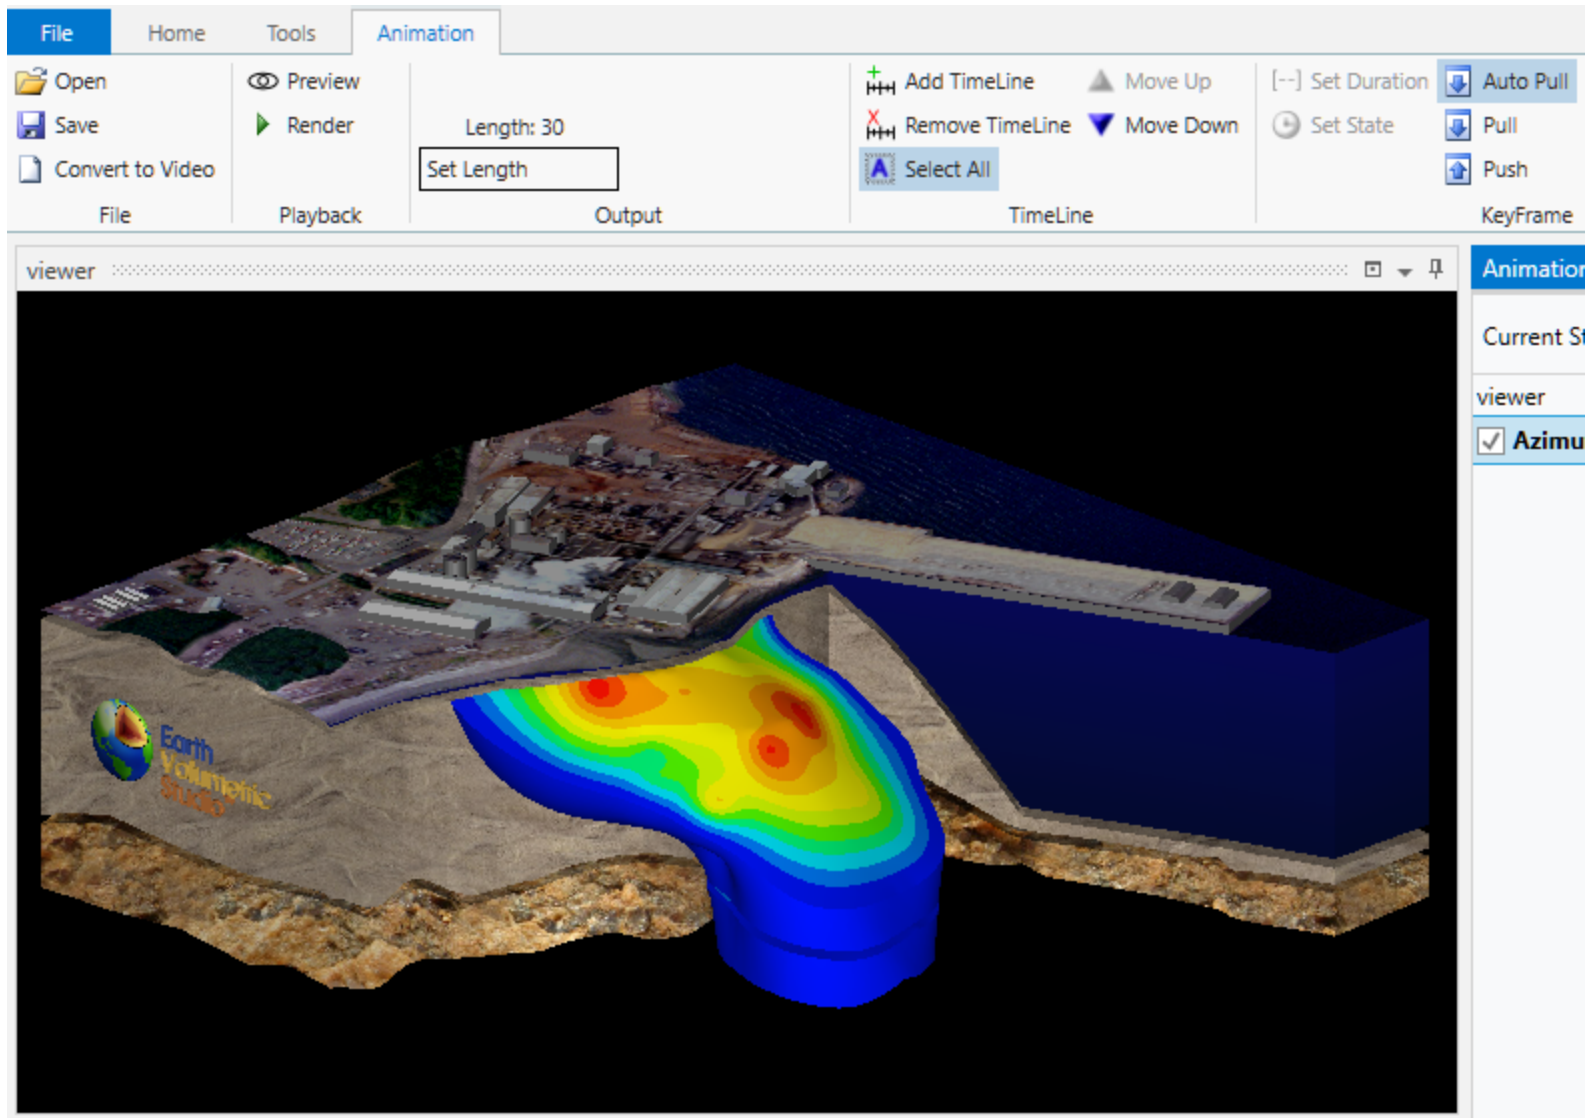 File Home Tools Animation
Open Preview Add TimeLine Move Up [--] Set Duration Auto Pull
Save Render Length: 30 Remove TimeLine Move Down Set State Pull
Convert to Video Set Length A Select All Push
File Playback Output TimeLine KeyFrame
viewer Animation
Current St
viewer
Azimu
Earth
Volumetric
Studio